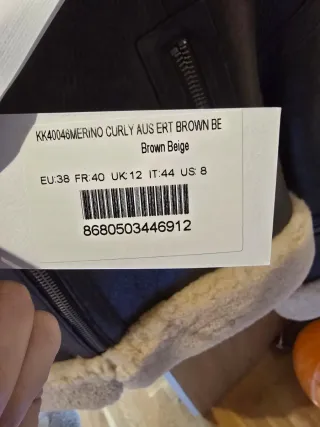 KK40046MERINO CURLY AUS ERT BROWN BE
Brown Beige
EU:38 FR:40 UK:12 IT:44 US:8
8680503446912